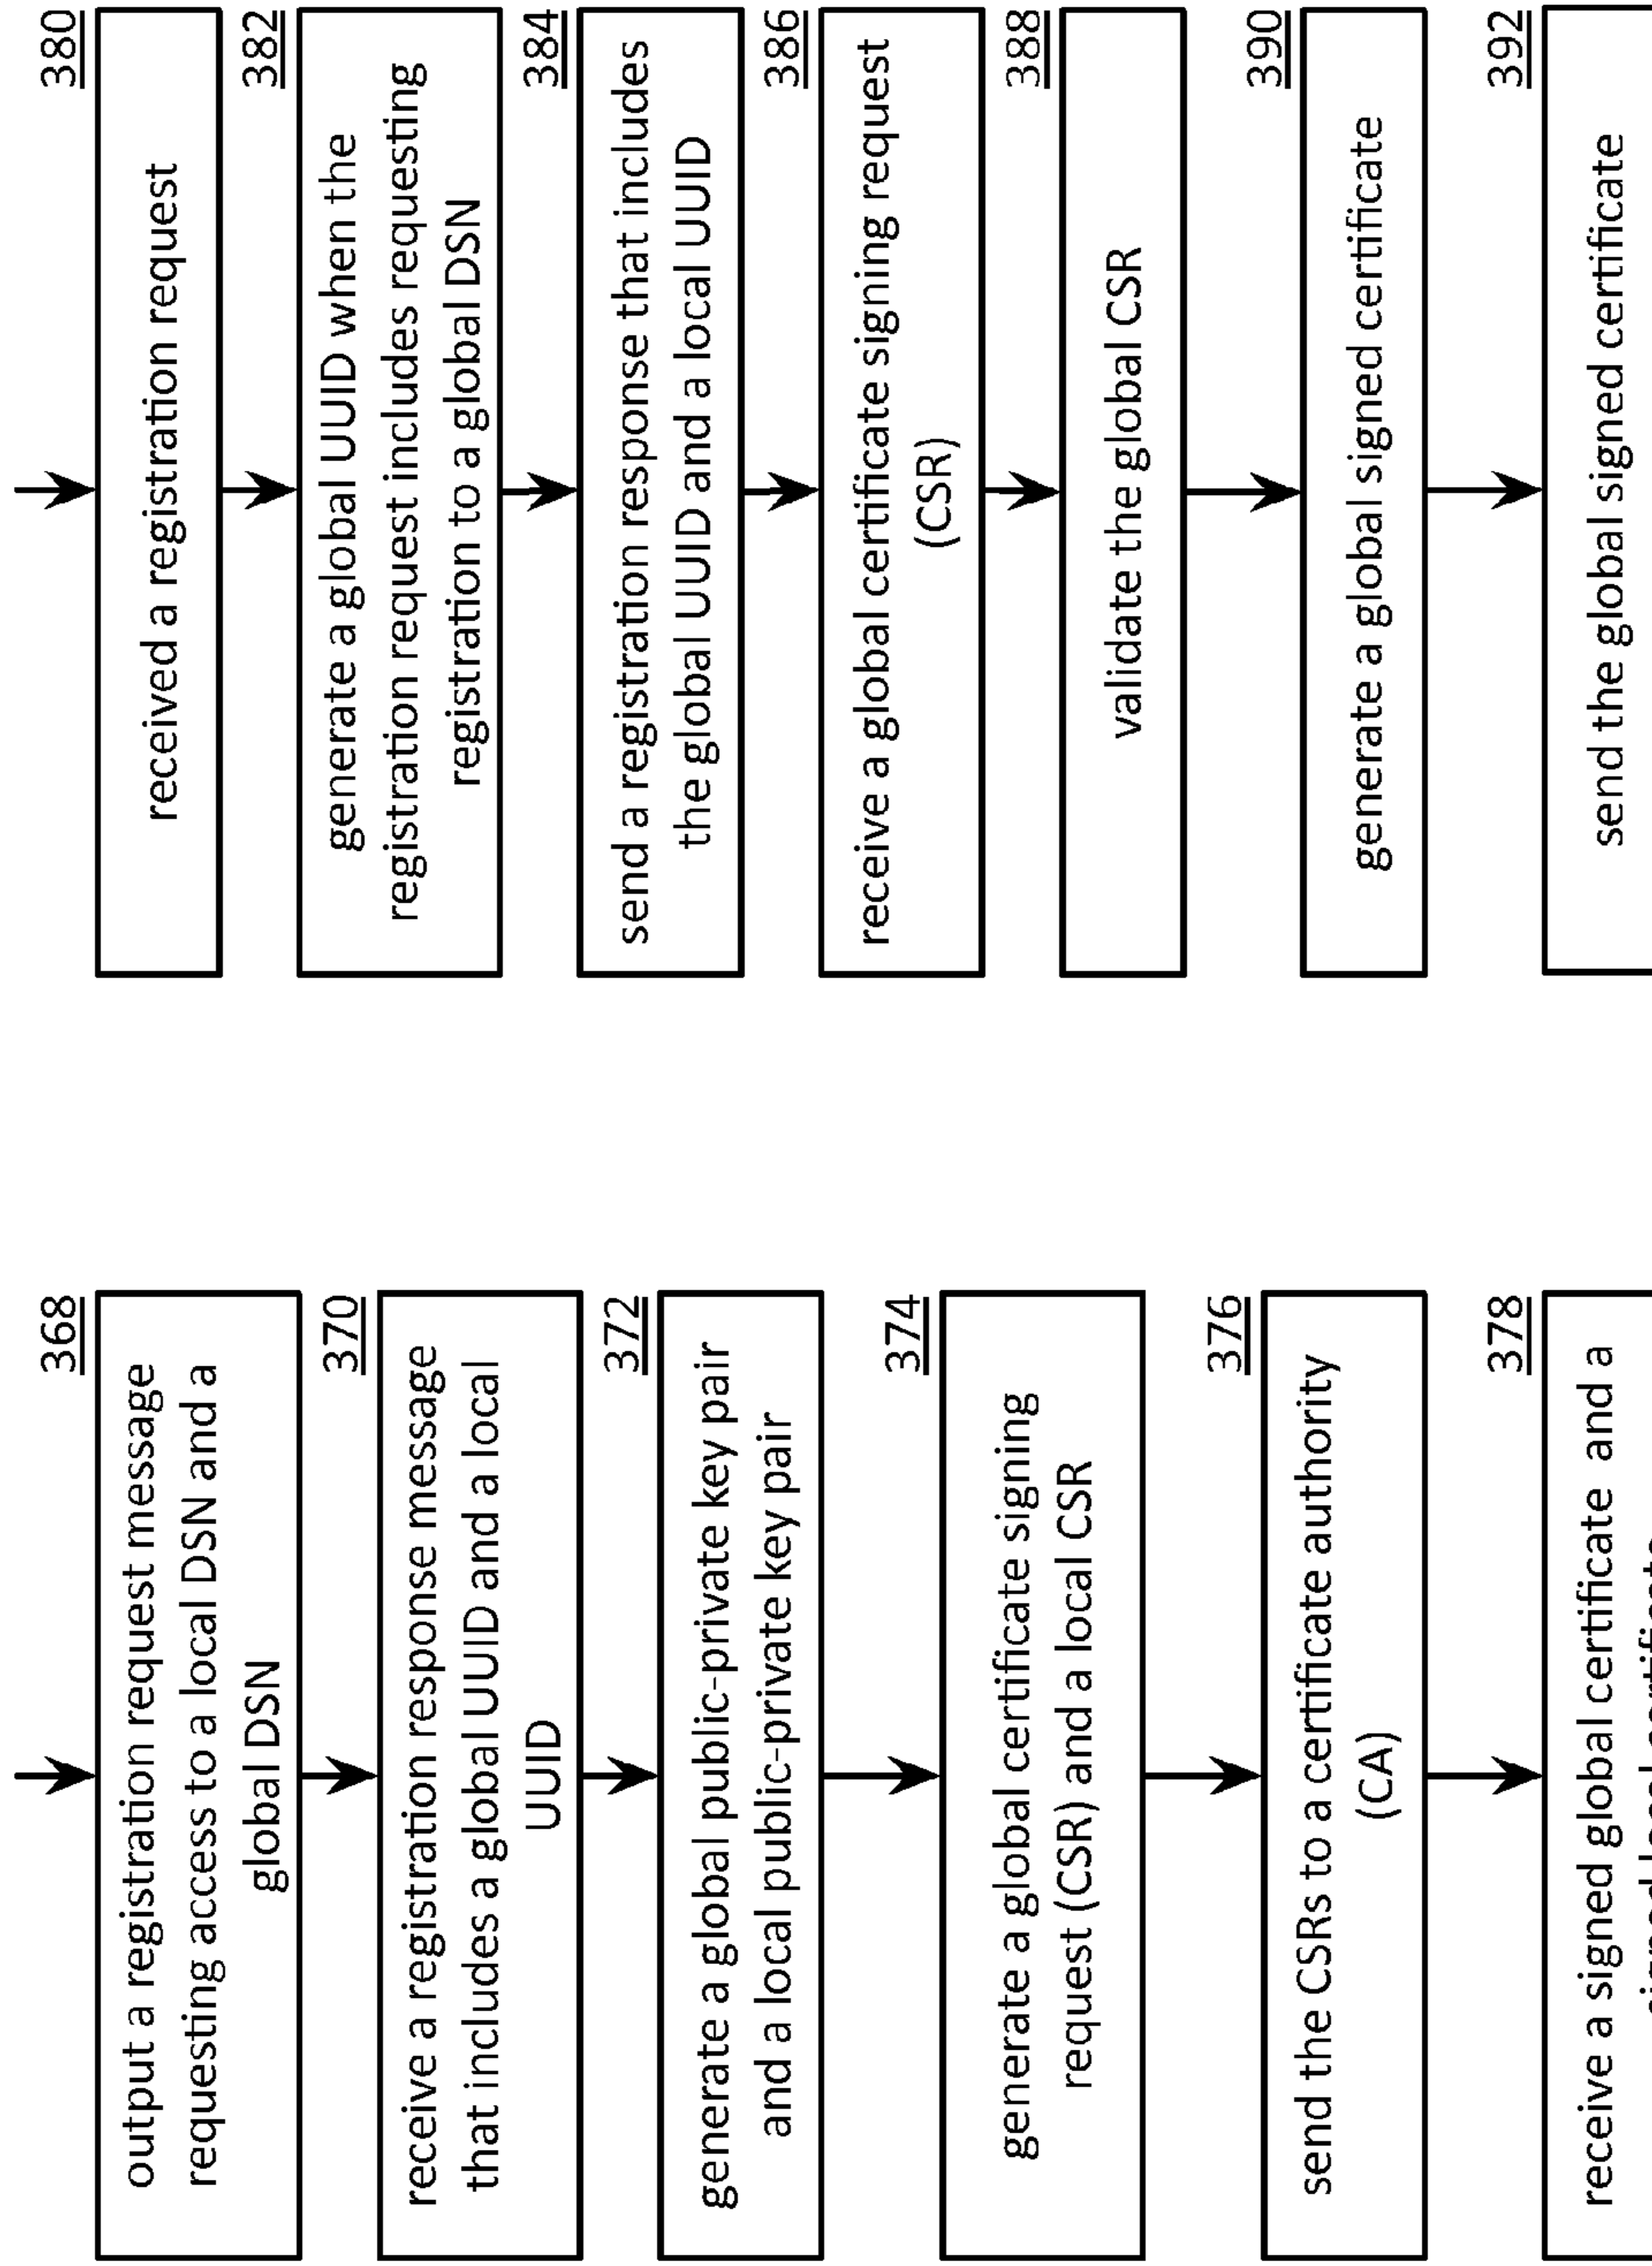 368
output a registration request message
requesting access to a local DSN and a
global DSN
370
receive a registration response message
that includes a global UUID and a local
UUID
372
generate a global public-private key pair
and a local public-private key pair
374
generate a global certificate signing
request (CSR) and a local CSR
376
send the CSRs to a certificate authority
(CA)
378
receive a signed global certificate and a
signed local certificate
380
received a registration request
382
generate a global UUID when the
registration request includes requesting
registration to a global DSN
384
send a registration response that includes
the global UUID and a local UUID
386
receive a global certificate signing request
(CSR)
388
validate the global CSR
390
generate a global signed certificate
392
send the global signed certificate